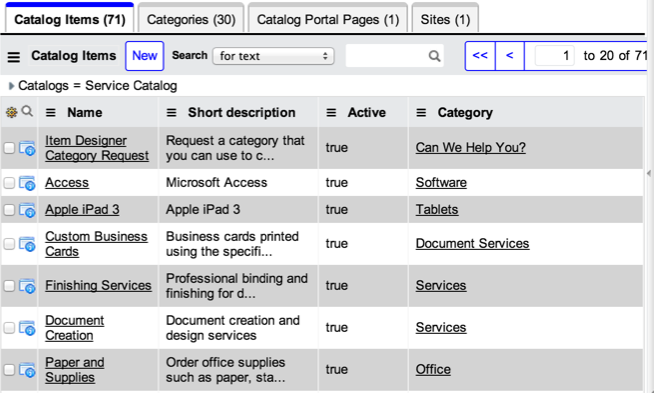 Catalog Items (71) Categories (30) Catalog Portal Pages (1) Sites (1)
Catalog Items New Search for text << < 1 to 20 of 71
Catalogs = Service Catalog
Name Short description Active Category
Item Designer Category Request Request a category that you can use to c... true Can We Help You?
Access Microsoft Access true Software
Apple iPad 3 Apple iPad 3 true Tablets
Custom Business Cards Business cards printed using the specifi... true Document Services
Finishing Services Professional binding and finishing for d... true Services
Document Creation Document creation and design services true Services
Paper and Supplies Order office supplies such as paper, sta... true Office